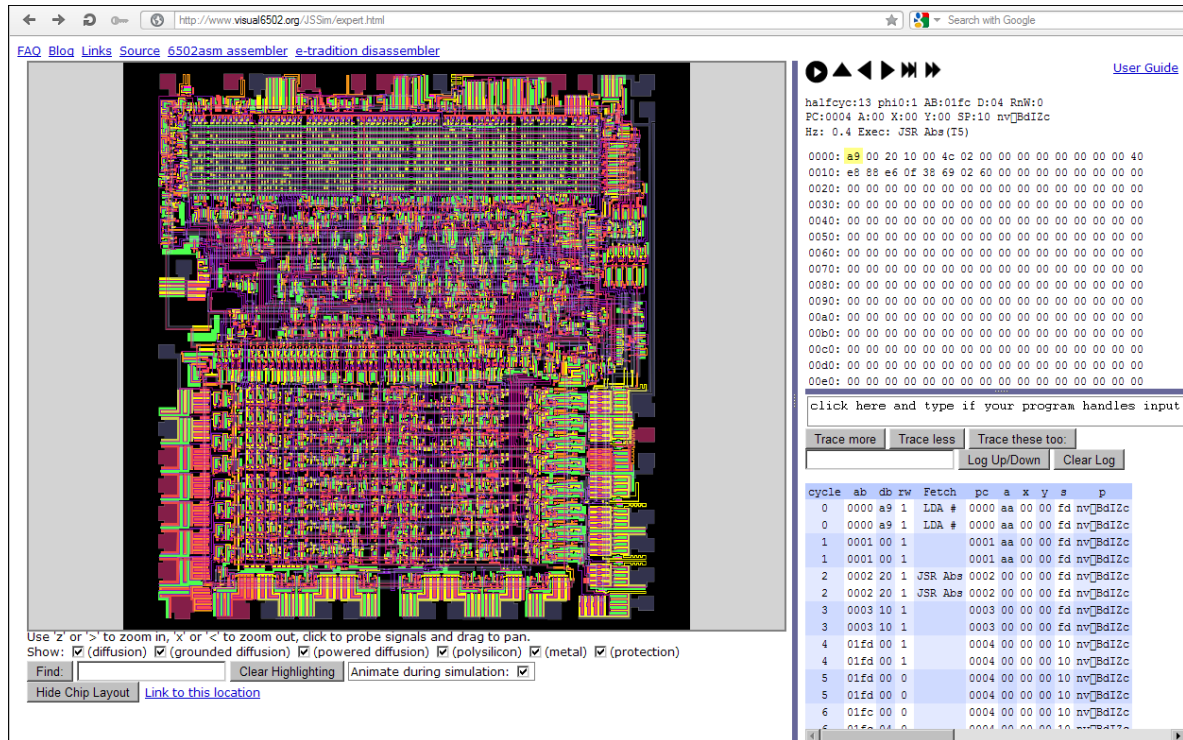 http://www.visual6502.org/JSSim/expert.html
Search with Google
FAQ Blog Links Source 6502asm assembler e-tradition disassembler
User Guide
halfcyc:13 phi0:1 AB:01fc D:04 RnW:0
PC:0004 A:00 X:00 Y:00 SP:10 nv▯BdIZc
Hz: 0.4 Exec: JSR Abs(T5)
0000: a9 00 20 10 00 4c 02 00 00 00 00 00 00 00 00 40
0010: e8 88 e6 0f 38 69 02 60 00 00 00 00 00 00 00 00
0020: 00 00 00 00 00 00 00 00 00 00 00 00 00 00 00 00
0030: 00 00 00 00 00 00 00 00 00 00 00 00 00 00 00 00
0040: 00 00 00 00 00 00 00 00 00 00 00 00 00 00 00 00
0050: 00 00 00 00 00 00 00 00 00 00 00 00 00 00 00 00
0060: 00 00 00 00 00 00 00 00 00 00 00 00 00 00 00 00
0070: 00 00 00 00 00 00 00 00 00 00 00 00 00 00 00 00
0080: 00 00 00 00 00 00 00 00 00 00 00 00 00 00 00 00
0090: 00 00 00 00 00 00 00 00 00 00 00 00 00 00 00 00
00a0: 00 00 00 00 00 00 00 00 00 00 00 00 00 00 00 00
00b0: 00 00 00 00 00 00 00 00 00 00 00 00 00 00 00 00
00c0: 00 00 00 00 00 00 00 00 00 00 00 00 00 00 00 00
00d0: 00 00 00 00 00 00 00 00 00 00 00 00 00 00 00 00
00e0: 00 00 00 00 00 00 00 00 00 00 00 00 00 00 00 00
click here and type if your program handles input
Trace more Trace less Trace these too:
Log Up/Down Clear Log
cycle ab db rw Fetch pc a x y s p
0 0000 a9 1 LDA # 0000 aa 00 00 fd nv▯BdIZc
0 0000 a9 1 LDA # 0000 aa 00 00 fd nv▯BdIZc
1 0001 00 1 0001 aa 00 00 fd nv▯BdIZc
1 0001 00 1 0001 aa 00 00 fd nv▯BdIZc
2 0002 20 1 JSR Abs 0002 00 00 00 fd nv▯BdIZc
2 0002 20 1 JSR Abs 0002 00 00 00 fd nv▯BdIZc
3 0003 10 1 0003 00 00 00 fd nv▯BdIZc
3 0003 10 1 0003 00 00 00 fd nv▯BdIZc
4 01fd 00 1 0004 00 00 00 10 nv▯BdIZc
4 01fd 00 1 0004 00 00 00 10 nv▯BdIZc
5 01fd 00 0 0004 00 00 00 10 nv▯BdIZc
5 01fd 00 0 0004 00 00 00 10 nv▯BdIZc
6 01fc 00 0 0004 00 00 00 10 nv▯BdIZc
6 01fc 04 0 0004 00 00 00 10 nv▯BdIZc
Use 'z' or '>' to zoom in, 'x' or '<' to zoom out, click to probe signals and drag to pan.
Show: (diffusion) (grounded diffusion) (powered diffusion) (polysilicon) (metal) (protection)
Find: Clear Highlighting Animate during simulation:
Hide Chip Layout Link to this location